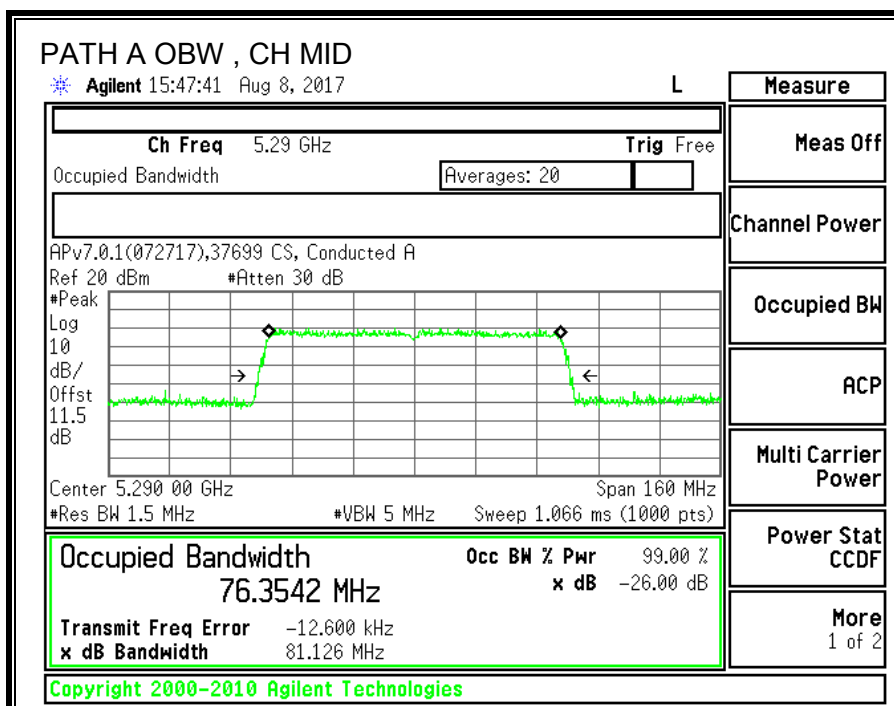 PATH A OBW , CH MID
Agilent 15:47:41 Aug 8, 2017 L
Measure
Ch Freq 5.29 GHz Trig Free
Meas Off
Occupied Bandwidth Averages: 20
Channel Power
APv7.0.1(072717),37699 CS, Conducted A
Ref 20 dBm #Atten 30 dB
#Peak
Log
10
dB/
Offst
11.5
dB
Occupied BW
ACP
Multi Carrier
Power
Center 5.290 00 GHz Span 160 MHz
#Res BW 1.5 MHz #VBW 5 MHz Sweep 1.066 ms (1000 pts)
Power Stat
CCDF
Occupied Bandwidth Occ BW % Pwr 99.00 %
76.3542 MHz x dB -26.00 dB
Transmit Freq Error -12.600 kHz
x dB Bandwidth 81.126 MHz
More
1 of 2
Copyright 2000-2010 Agilent Technologies